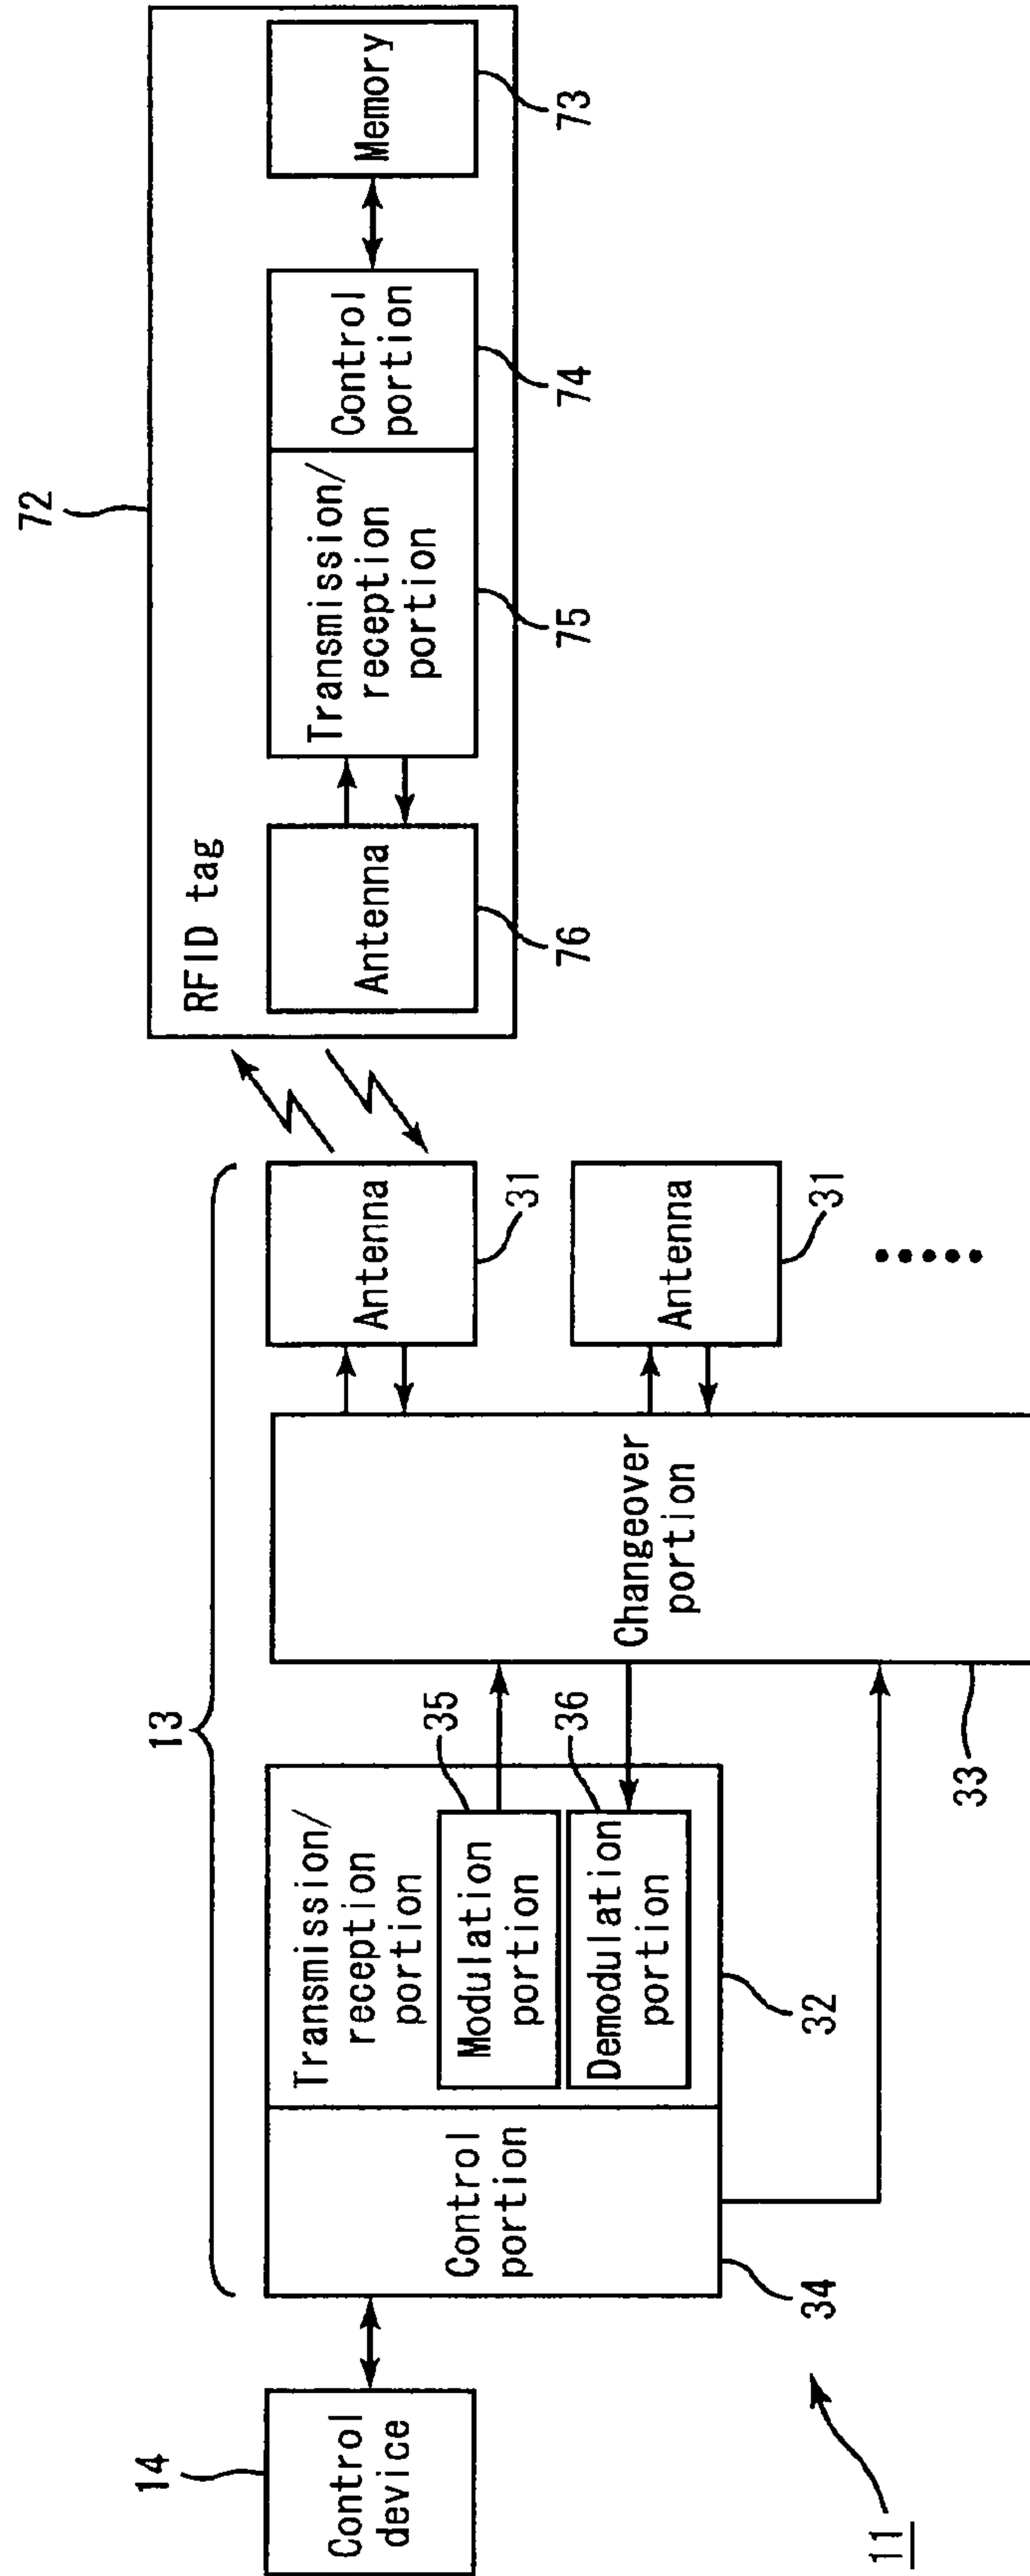 72
RFID tag
Antenna
76
Transmission/
reception
portion
75
Control
portion
74
Memory
73
13
14
Control
device
Control
portion
34
Transmission/
reception
portion
32
Modulation
portion
35
Demodulation
portion
36
Changeover
portion
33
Antenna
31
Antenna
31
11